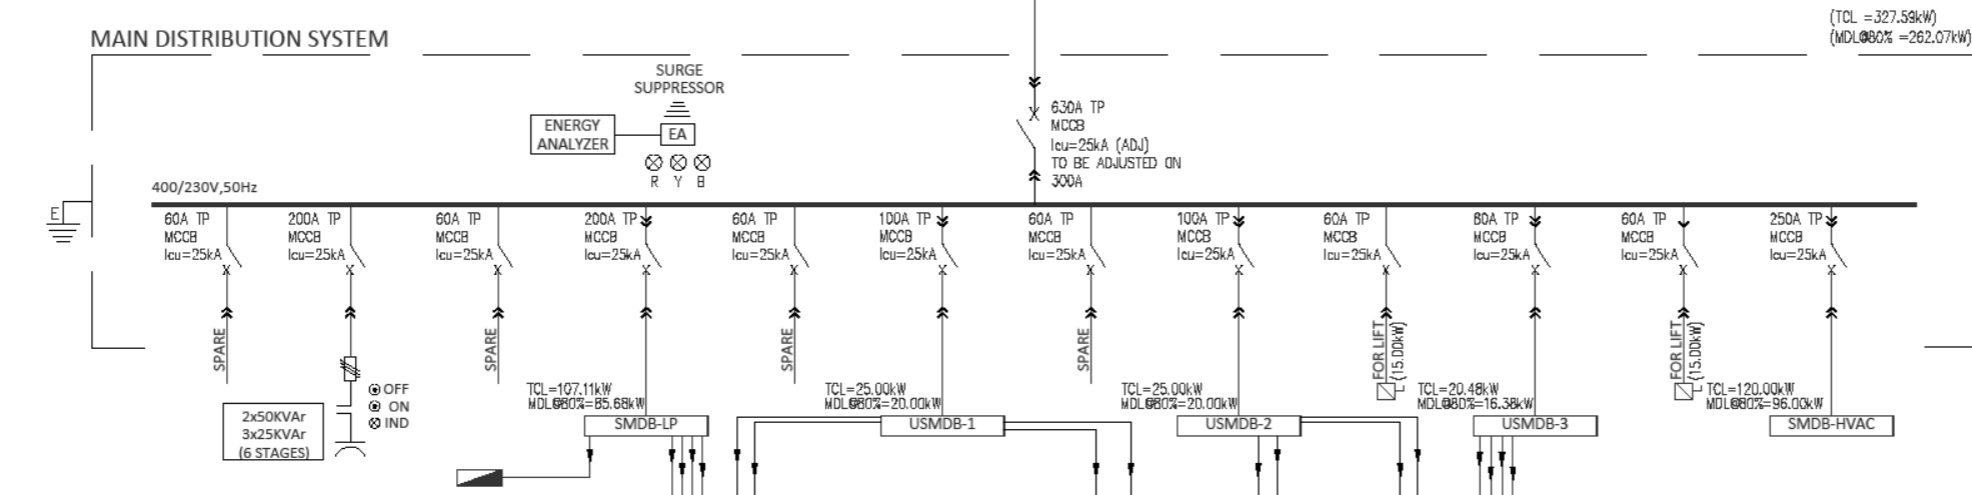 (TCL =327.59kW)
(MDL@80% =262.07kW)
MAIN DISTRIBUTION SYSTEM
SURGE
SUPPRESSOR
ENERGY
ANALYZER
EA
R Y B
630A TP
MCCB
Icu=25kA (ADJ)
TO BE ADJUSTED ON
300A
400/230V,50Hz
E
60A TP
MCCB
Icu=25kA
SPARE
200A TP
MCCB
Icu=25kA
OFF
ON
IND
2x50KVAr
3x25KVAr
(6 STAGES)
60A TP
MCCB
Icu=25kA
SPARE
200A TP
MCCB
Icu=25kA
TCL=107.11kW
MDL@80%=85.68kW
SMDB-LP
60A TP
MCCB
Icu=25kA
SPARE
100A TP
MCCB
Icu=25kA
TCL=25.00kW
MDL@80%=20.00kW
USMDB-1
60A TP
MCCB
Icu=25kA
SPARE
100A TP
MCCB
Icu=25kA
TCL=25.00kW
MDL@80%=20.00kW
USMDB-2
60A TP
MCCB
Icu=25kA
FOR LIFT
(15.00kW)
80A TP
MCCB
Icu=25kA
TCL=20.48kW
MDL@80%=16.38kW
USMDB-3
60A TP
MCCB
Icu=25kA
FOR LIFT
(15.00kW)
250A TP
MCCB
Icu=25kA
TCL=120.00kW
MDL@80%=96.00kW
SMDB-HVAC